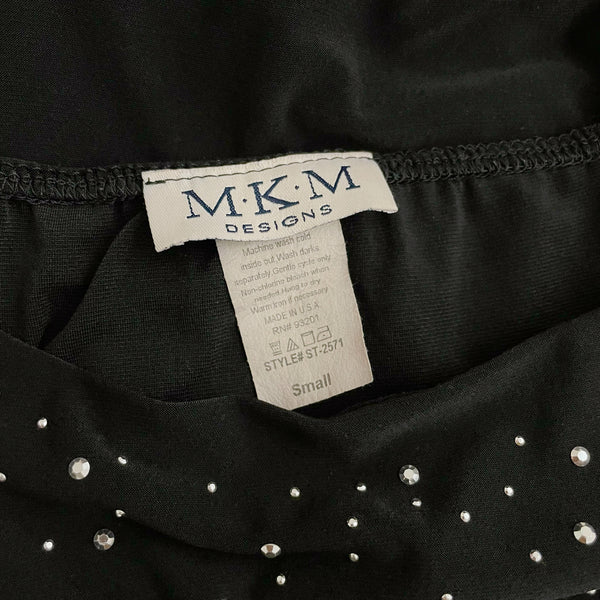 M·K·M
DESIGNS
Machine wash cold
inside out. Wash darks
separately. Gentle cycle only
Non-chlorine bleach when
needed. Hang to dry
Warm Iron if necessary
MADE IN U.S.A.
RN# 93201
STYLE# ST-2571
Small